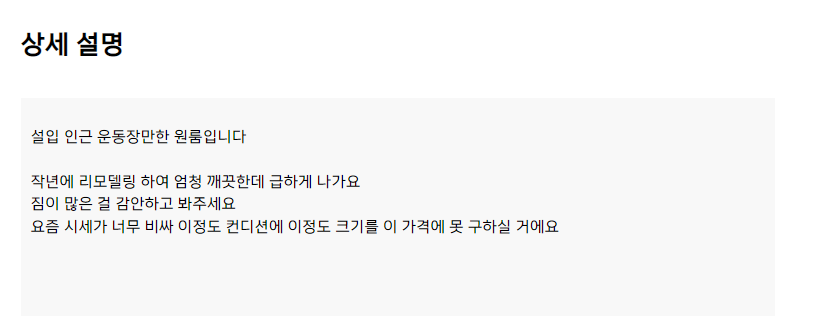 상세 설명
설입 인근 운동장만한 원룸입니다
작년에 리모델링 하여 엄청 깨끗한데 급하게 나가요
짐이 많은 걸 감안하고 봐주세요
요즘 시세가 너무 비싸 이정도 컨디션에 이정도 크기를 이 가격에 못 구하실 거에요